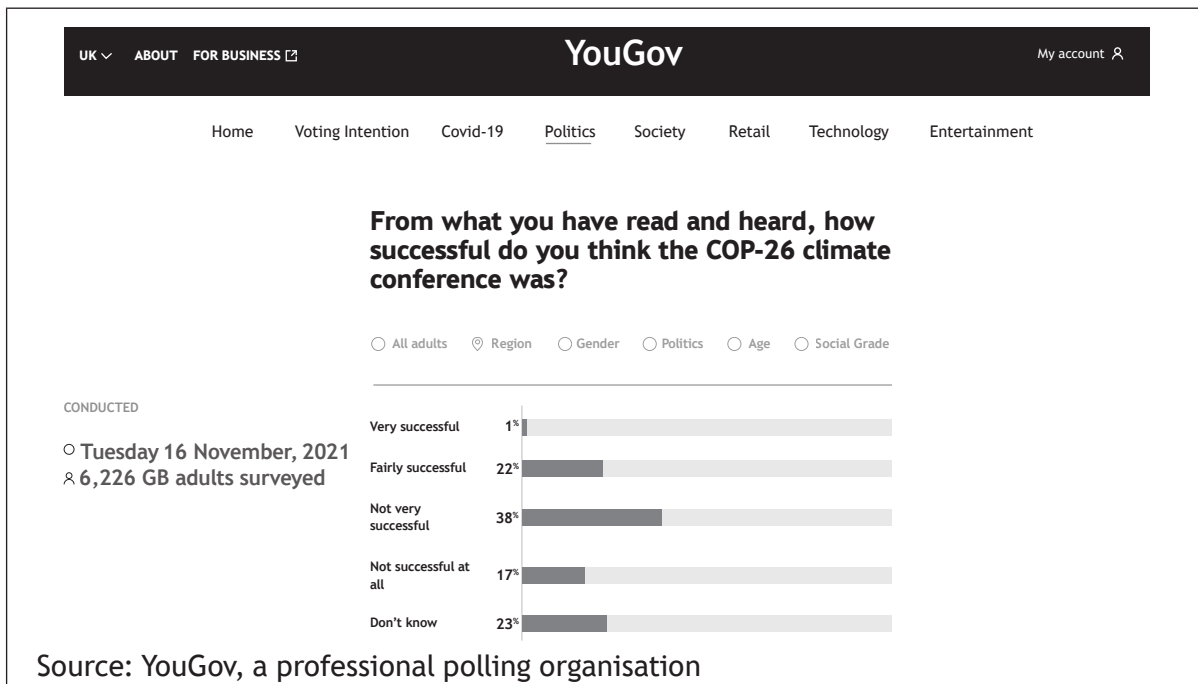 UK ABOUT FOR BUSINESS YouGov My account
Home Voting Intention Covid-19 Politics Society Retail Technology Entertainment
From what you have read and heard, how
successful do you think the COP-26 climate
conference was?
All adults Region Gender Politics Age Social Grade
CONDUCTED
Tuesday 16 November, 2021
6,226 GB adults surveyed
Very successful 1%
Fairly successful 22%
Not very
successful 38%
Not successful at
all 17%
Don't know 23%
Source: YouGov, a professional polling organisation